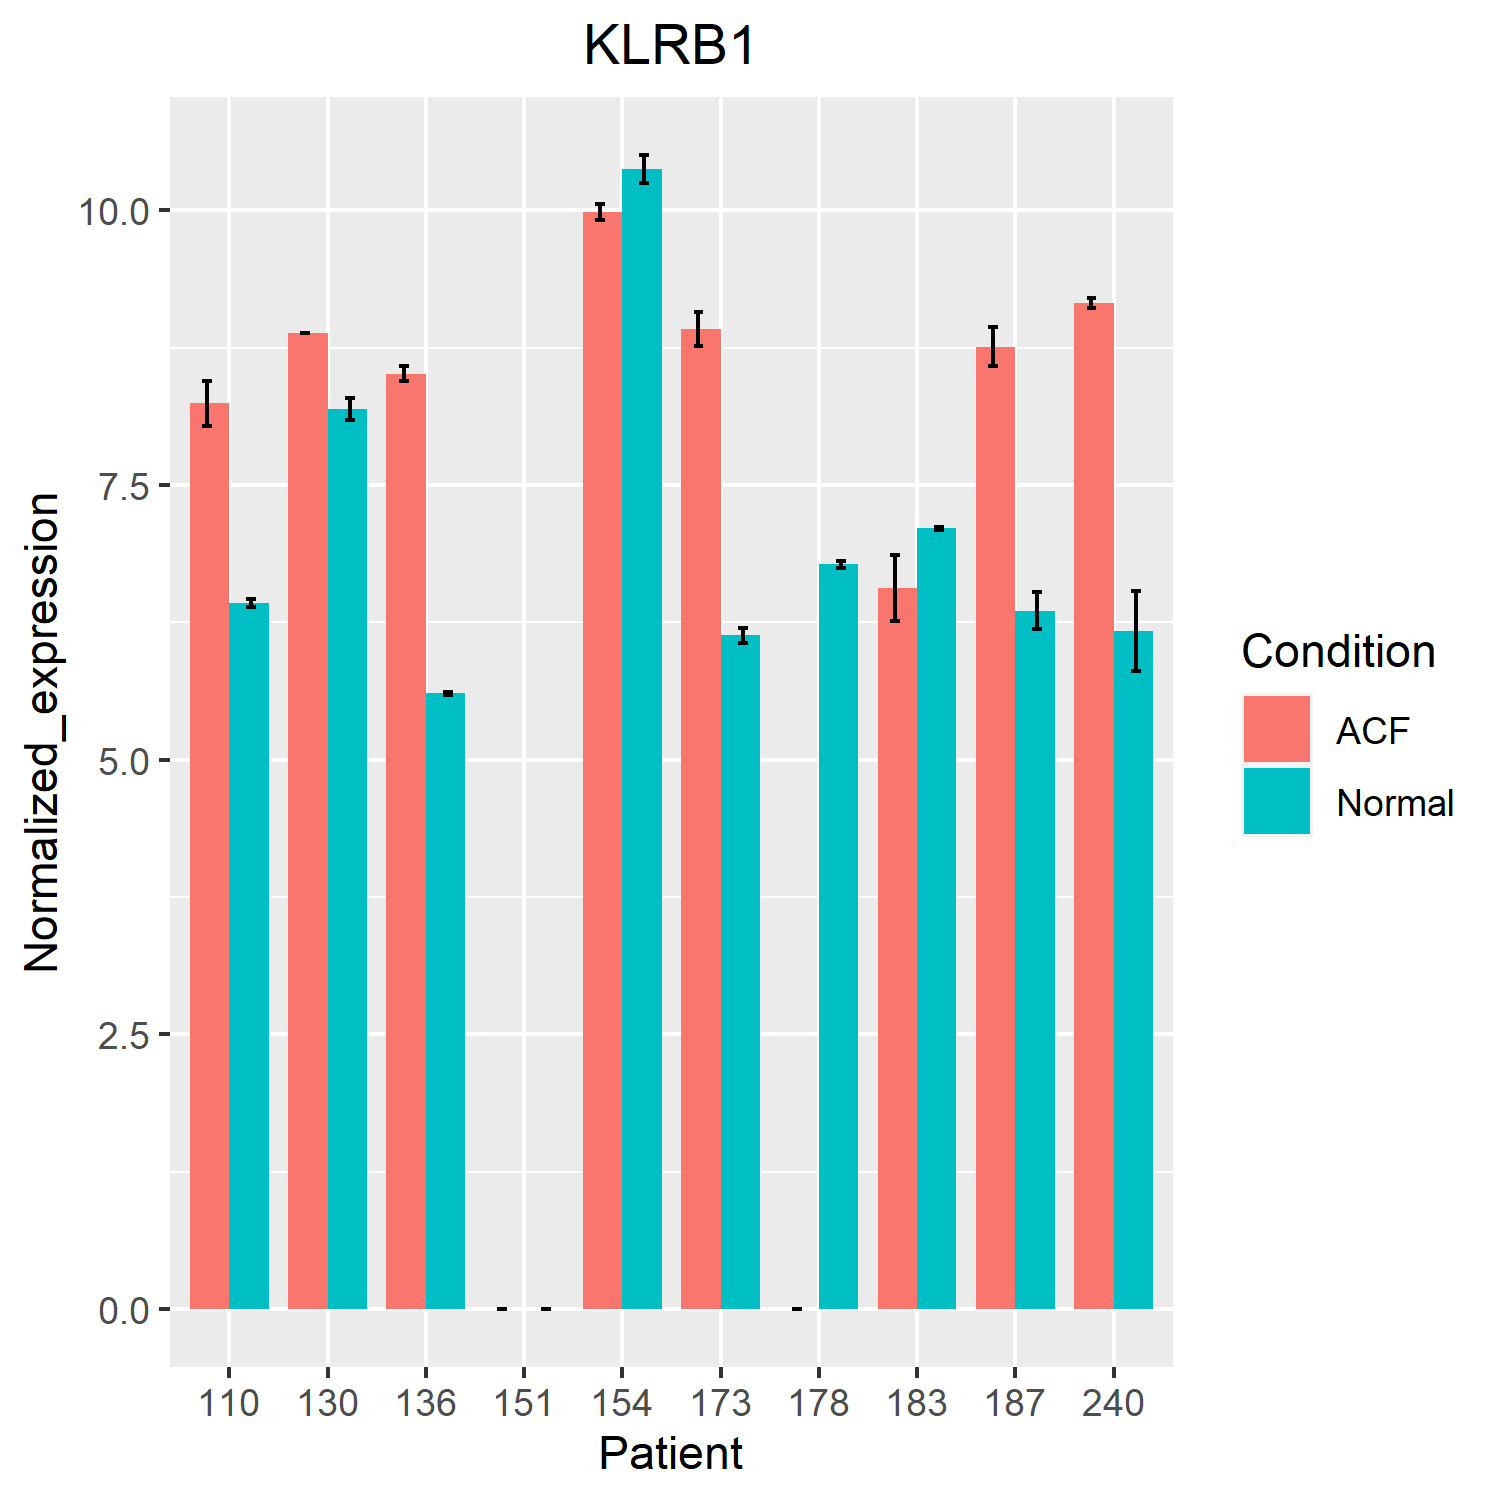 KLRB1
Normalized_expression
10.0
7.5
5.0
2.5
0.0
110 130 136 151 154 173 178 183 187 240
Patient
Condition
ACF
Normal